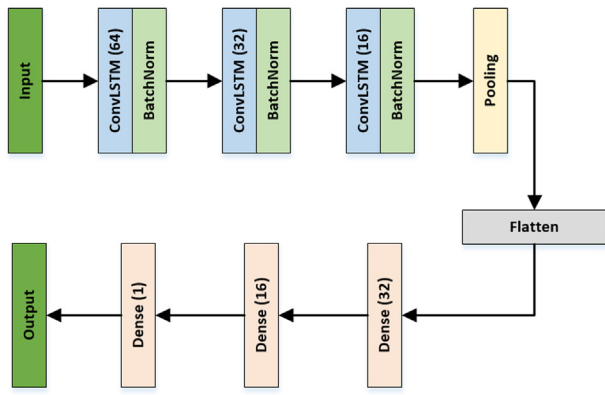 Input
ConvLSTM (64)
BatchNorm
ConvLSTM (32)
BatchNorm
ConvLSTM (16)
BatchNorm
Pooling
Flatten
Dense (32)
Dense (16)
Dense (1)
Output